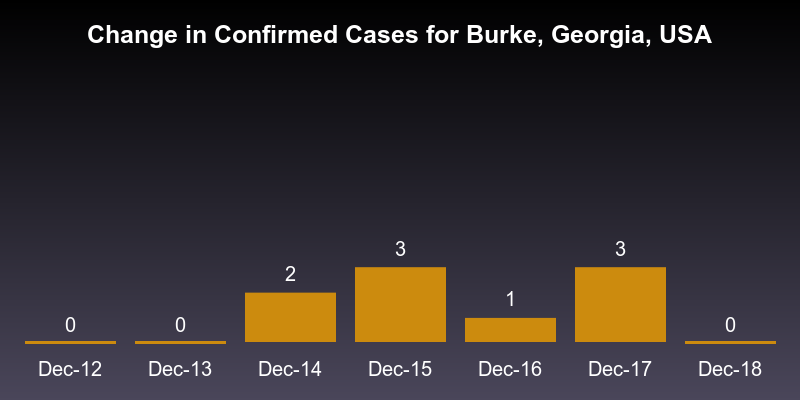 Change in Confirmed Cases for Burke, Georgia, USA
0
0
2
3
1
3
0
Dec-12
Dec-13
Dec-14
Dec-15
Dec-16
Dec-17
Dec-18